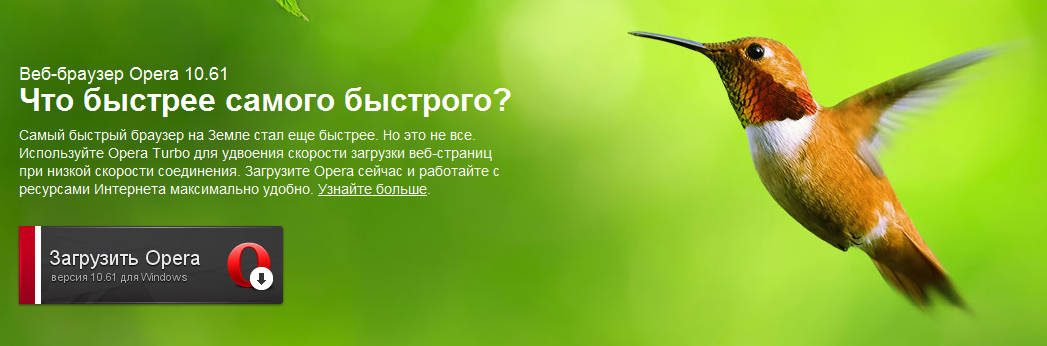 Веб-браузер Opera 10.61
Что быстрее самого быстрого?
Самый быстрый браузер на Земле стал еще быстрее. Но это не все.
Используйте Opera Turbo для удвоения скорости загрузки веб-страниц
при низкой скорости соединения. Загрузите Opera сейчас и работайте с
ресурсами Интернета максимально удобно. Узнайте больше.
Загрузить Opera
версия 10.61 для Windows